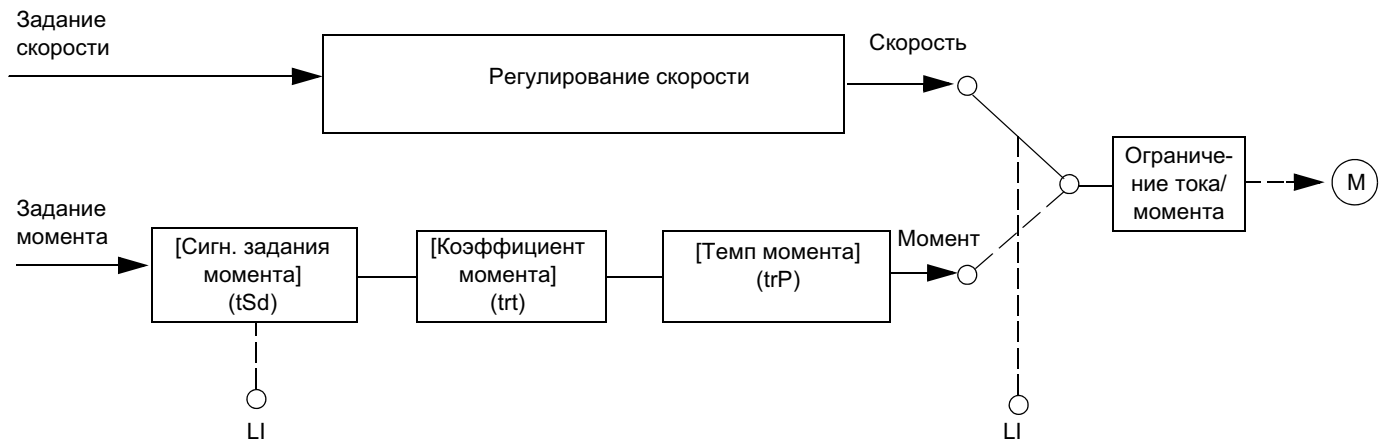 Задание
скорости
Регулирование скорости
Скорость
Ограниче-
ние тока/
момента
М
Задание
момента
[Сигн. задания
момента]
(tSd)
[Коэффициент
момента]
(trt)
[Темп момента]
(trP)
Момент
LI
LI